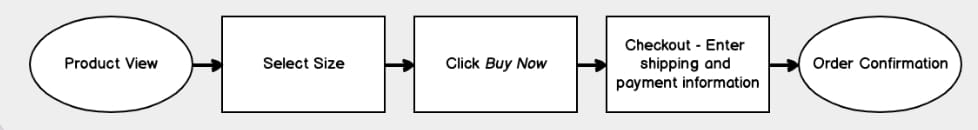 Product View
Select Size
Click Buy Now
Checkout - Enter
shipping and
payment information
Order Confirmation